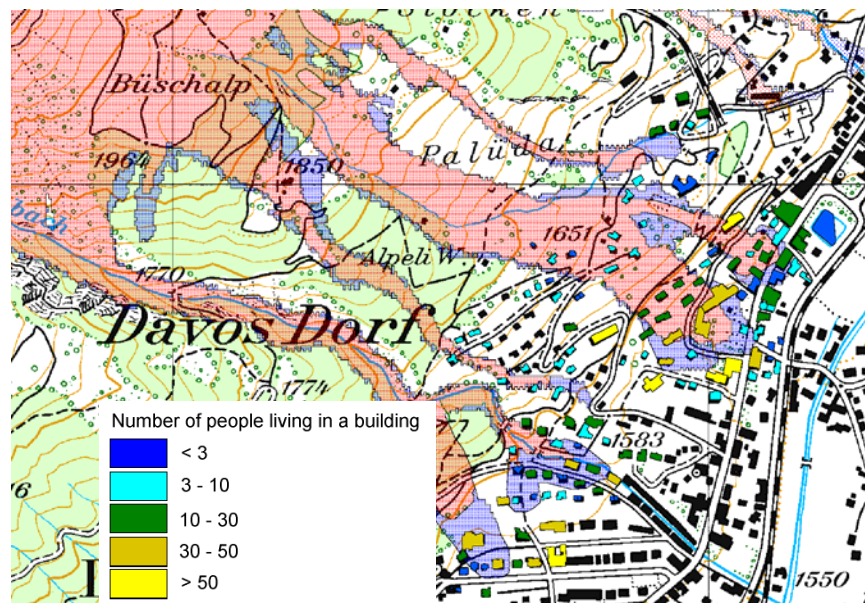 Büschalp
1964
1850
Palüda
bach
1651
1770
Alpeli W.
Davos Dorf
1774
1583
1550
Number of people living in a building
< 3
3 - 10
10 - 30
30 - 50
> 50